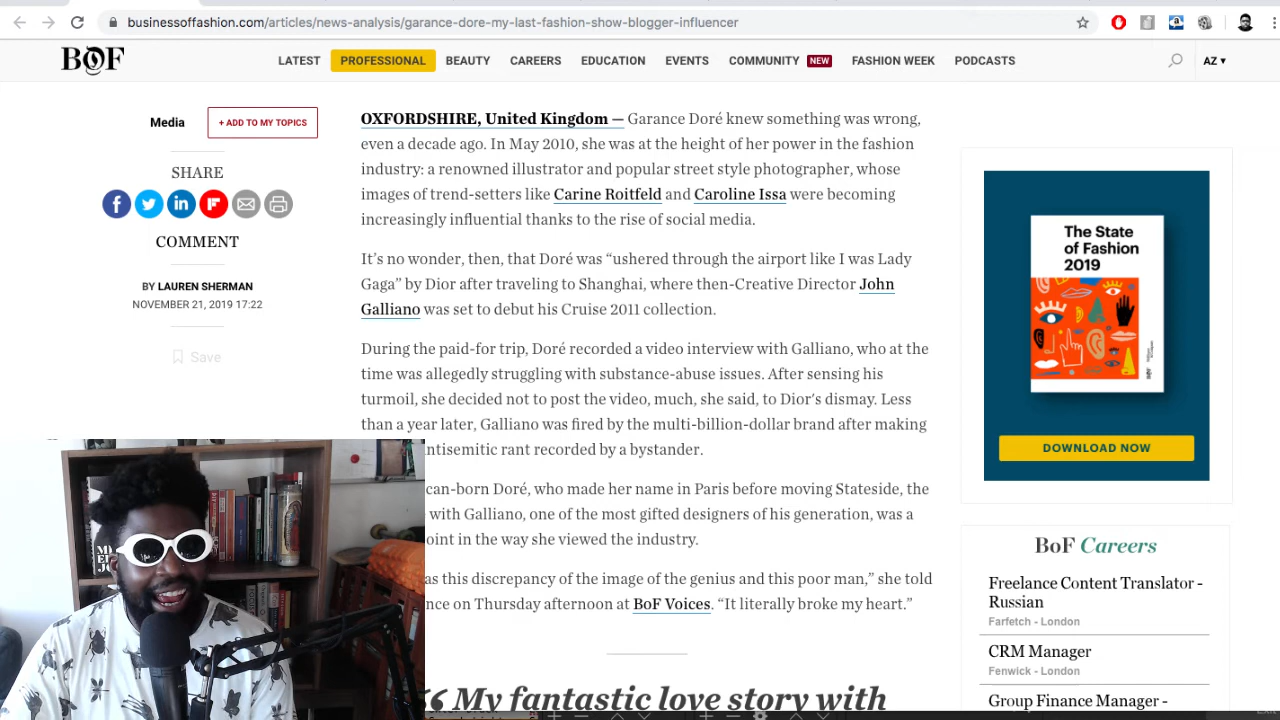 businessoffashion.com/articles/news-analysis/garance-dore-my-last-fashion-show-blogger-influencer
BOF
LATEST PROFESSIONAL BEAUTY CAREERS EDUCATION EVENTS COMMUNITY NEW FASHION WEEK PODCASTS
AZ ▾
Media
+ ADD TO MY TOPICS
SHARE
COMMENT
BY LAUREN SHERMAN
NOVEMBER 21, 2019 17:22
Save
OXFORDSHIRE, United Kingdom — Garance Doré knew something was wrong,
even a decade ago. In May 2010, she was at the height of her power in the fashion
industry: a renowned illustrator and popular street style photographer, whose
images of trend-setters like Carine Roitfeld and Caroline Issa were becoming
increasingly influential thanks to the rise of social media.
It's no wonder, then, that Doré was “ushered through the airport like I was Lady
Gaga” by Dior after traveling to Shanghai, where then-Creative Director John
Galliano was set to debut his Cruise 2011 collection.
During the paid-for trip, Doré recorded a video interview with Galliano, who at the
time was allegedly struggling with substance-abuse issues. After sensing his
turmoil, she decided not to post the video, much, she said, to Dior's dismay. Less
than a year later, Galliano was fired by the multi-billion-dollar brand after making
ntisemitic rant recorded by a bystander.
can-born Doré, who made her name in Paris before moving Stateside, the
with Galliano, one of the most gifted designers of his generation, was a
oint in the way she viewed the industry.
as this discrepancy of the image of the genius and this poor man,” she told
nce on Thursday afternoon at BoF Voices. “It literally broke my heart.”
“ My fantastic love story with
The State
of Fashion
2019
DOWNLOAD NOW
BoF Careers
Freelance Content Translator -
Russian
Farfetch - London
CRM Manager
Fenwick - London
Group Finance Manager -